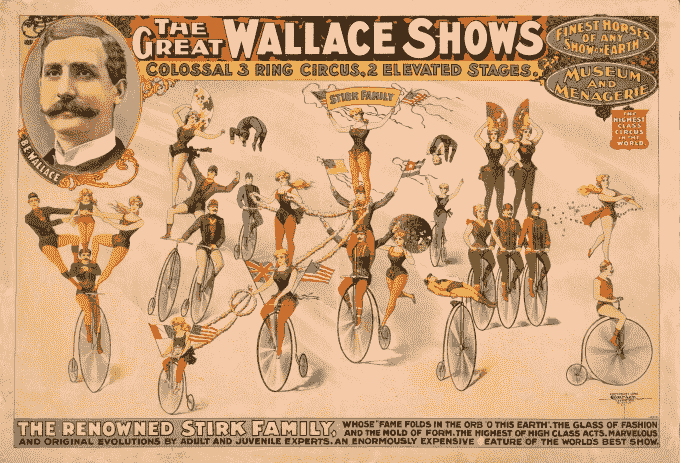 THE GREAT WALLACE SHOWS
COLOSSAL 3 RING CIRCUS, 2 ELEVATED STAGES.
FINEST HORSES
OF ANY
SHOW ON EARTH
MUSEUM
AND
MENAGERIE
THE
HIGHEST
CLASS
CIRCUS
IN THE
WORLD.
B.E. WALLACE.
STIRK FAMILY
THE RENOWNED STIRK FAMILY, WHOSE "FAME FOLDS IN THE ORB O THIS EARTH". THE GLASS OF FASHION
AND THE MOLD OF FORM. THE HIGHEST OF HIGH CLASS ACTS. MARVELOUS
AND ORIGINAL EVOLUTIONS BY ADULT AND JUVENILE EXPERTS. AN ENORMOUSLY EXPENSIVE EATURE OF THE WORLD'S BEST SHOW.